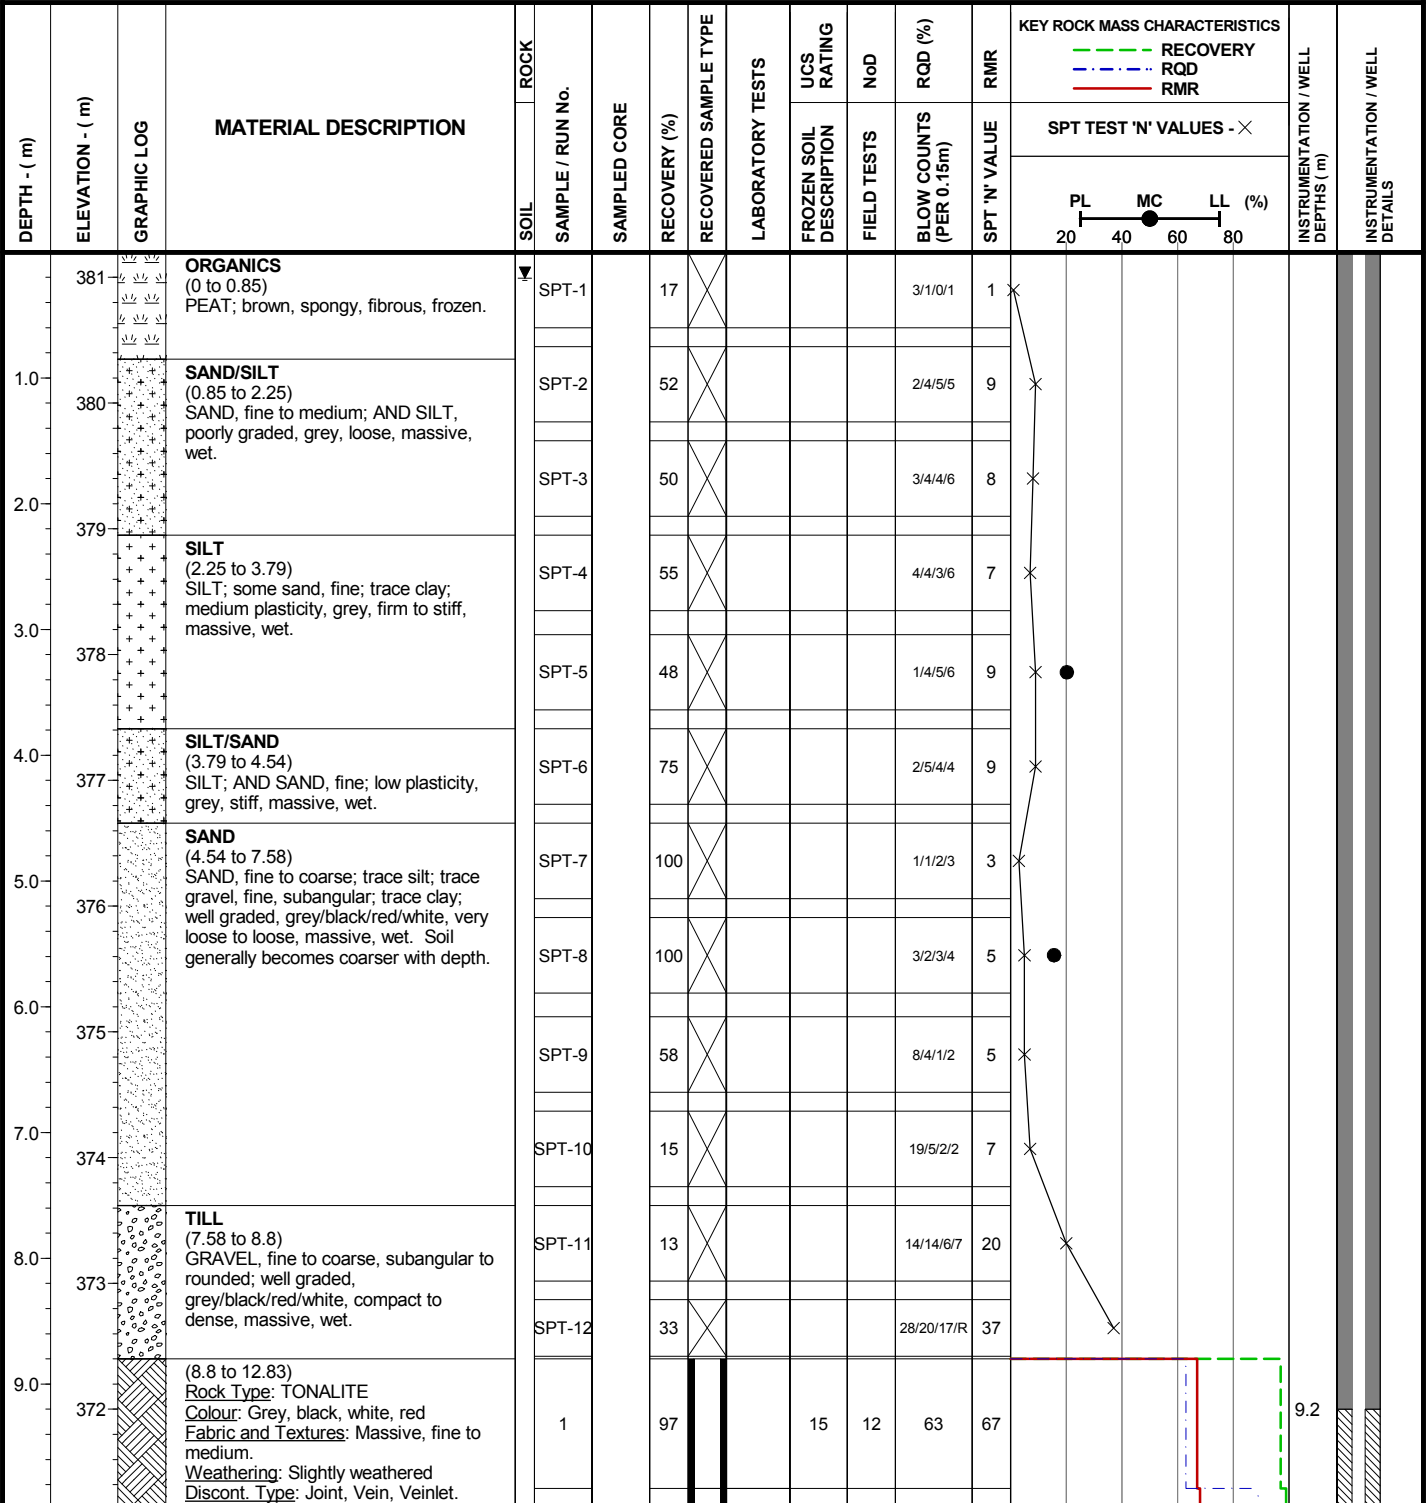 DEPTH - ( m)
ELEVATION - ( m)
GRAPHIC LOG
MATERIAL DESCRIPTION
SOIL
ROCK
SAMPLE / RUN No.
SAMPLED CORE
RECOVERY (%)
RECOVERED SAMPLE TYPE
LABORATORY TESTS
UCS
RATING
FROZEN SOIL
DESCRIPTION
NoD
FIELD TESTS
RQD (%)
BLOW COUNTS
(PER 0.15m)
RMR
SPT 'N' VALUE
KEY ROCK MASS CHARACTERISTICS
RECOVERY
RQD
RMR
SPT TEST 'N' VALUES - X
PL MC LL (%)
20 40 60 80
INSTRUMENTATION / WELL
DEPTHS ( m)
INSTRUMENTATION / WELL
DETAILS
381
ORGANICS
(0 to 0.85)
PEAT; brown, spongy, fibrous, frozen.
SPT-1 17 3/1/0/1 1
1.0
380
SAND/SILT
(0.85 to 2.25)
SAND, fine to medium; AND SILT,
poorly graded, grey, loose, massive,
wet.
SPT-2 52 2/4/5/5 9
SPT-3 50 3/4/4/6 8
2.0
379
SILT
(2.25 to 3.79)
SILT; some sand, fine; trace clay;
medium plasticity, grey, firm to stiff,
massive, wet.
SPT-4 55 4/4/3/6 7
3.0
378
SPT-5 48 1/4/5/6 9
SILT/SAND
(3.79 to 4.54)
SILT; AND SAND, fine; low plasticity,
grey, stiff, massive, wet.
4.0
377
SPT-6 75 2/5/4/4 9
SAND
(4.54 to 7.58)
SAND, fine to coarse; trace silt; trace
gravel, fine, subangular; trace clay;
well graded, grey/black/red/white, very
loose to loose, massive, wet. Soil
generally becomes coarser with depth.
SPT-7 100 1/1/2/3 3
5.0
376
SPT-8 100 3/2/3/4 5
6.0
375
SPT-9 58 8/4/1/2 5
7.0
374
SPT-10 15 19/5/2/2 7
TILL
(7.58 to 8.8)
GRAVEL, fine to coarse, subangular to
rounded; well graded,
grey/black/red/white, compact to
dense, massive, wet.
SPT-11 13 14/14/6/7 20
8.0
373
SPT-12 33 28/20/17/R 37
9.0
372
(8.8 to 12.83)
Rock Type: TONALITE
Colour: Grey, black, white, red
Fabric and Textures: Massive, fine to
medium.
Weathering: Slightly weathered
Discont. Type: Joint, Vein, Veinlet.
1 97 15 12 63 67
9.2